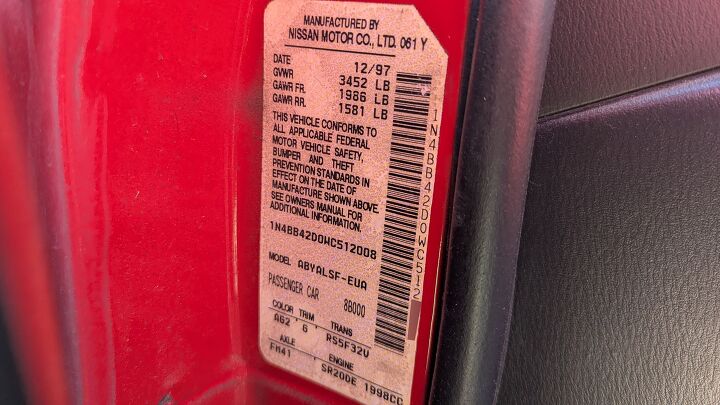 MANUFACTURED BY
NISSAN MOTOR CO., LTD. 061 Y
DATE 12/97
GVWR 3452 LB
GAWR FR. 1986 LB
GAWR RR. 1581 LB
THIS VEHICLE CONFORMS TO
ALL APPLICABLE FEDERAL
MOTOR VEHICLE SAFETY,
BUMPER AND THEFT
PREVENTION STANDARDS IN
EFFECT ON THE DATE OF
MANUFACTURE SHOWN ABOVE.
SEE OWNERS MANUAL FOR
ADDITIONAL INFORMATION.
1N4BB42D0WC512008
MODEL ABYALSF-EUA
PASSENGER CAR 8B000
COLOR TRIM TRANS
AG2 G RS5F32V
AXLE ENGINE
FH41 SR20DE 1998CC
1N4BB42D0WC512